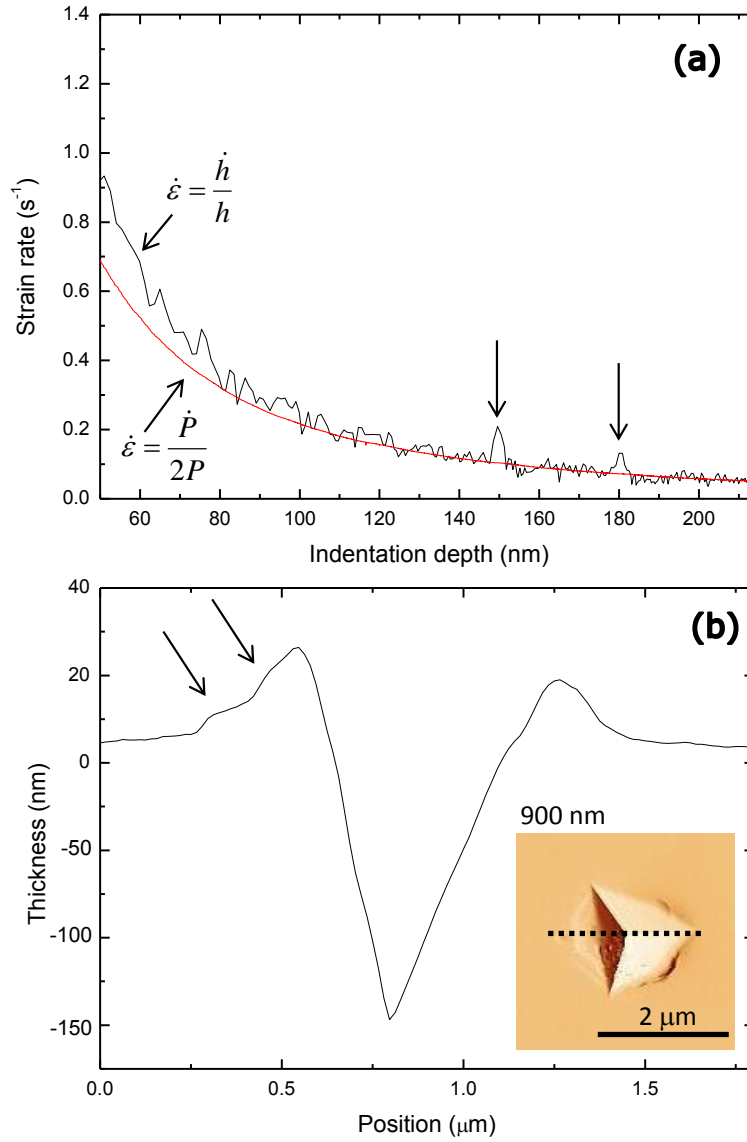 (a)
1.4
1.2
1.0
0.8
0.6
0.4
0.2
0.0
Strain rate (s⁻¹)
ε̇ = ḣ/h
ε̇ = Ṗ/2P
60 80 100 120 140 160 180 200
Indentation depth (nm)
(b)
40
20
0
-50
-100
-150
Thickness (nm)
900 nm
2 μm
0.0 0.5 1.0 1.5
Position (μm)